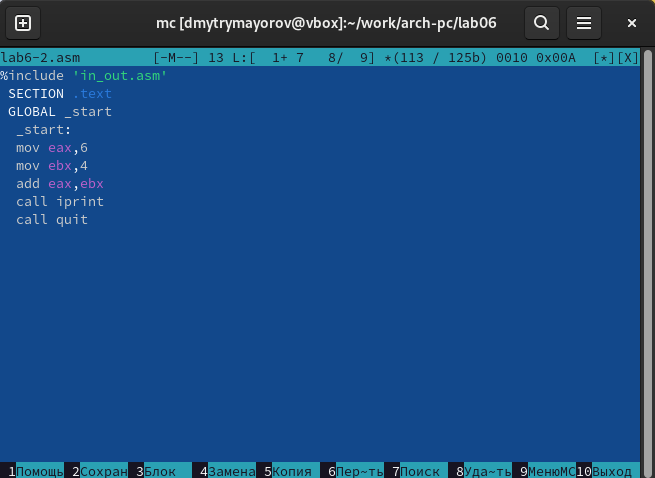 mc [dmytrymayorov@vbox]:~/work/arch-pc/lab06
lab6-2.asm [-M--] 13 L:[ 1+ 7 8/ 9] *(113 / 125b) 0010 0x00A [*][X]
%include 'in_out.asm'
SECTION .text
GLOBAL _start
_start:
mov eax,6
mov ebx,4
add eax,ebx
call iprint
call quit
1Помощь 2Сохран 3Блок 4Замена 5Копия 6Пер~ть 7Поиск 8Уда~ть 9МенюMC 10Выход